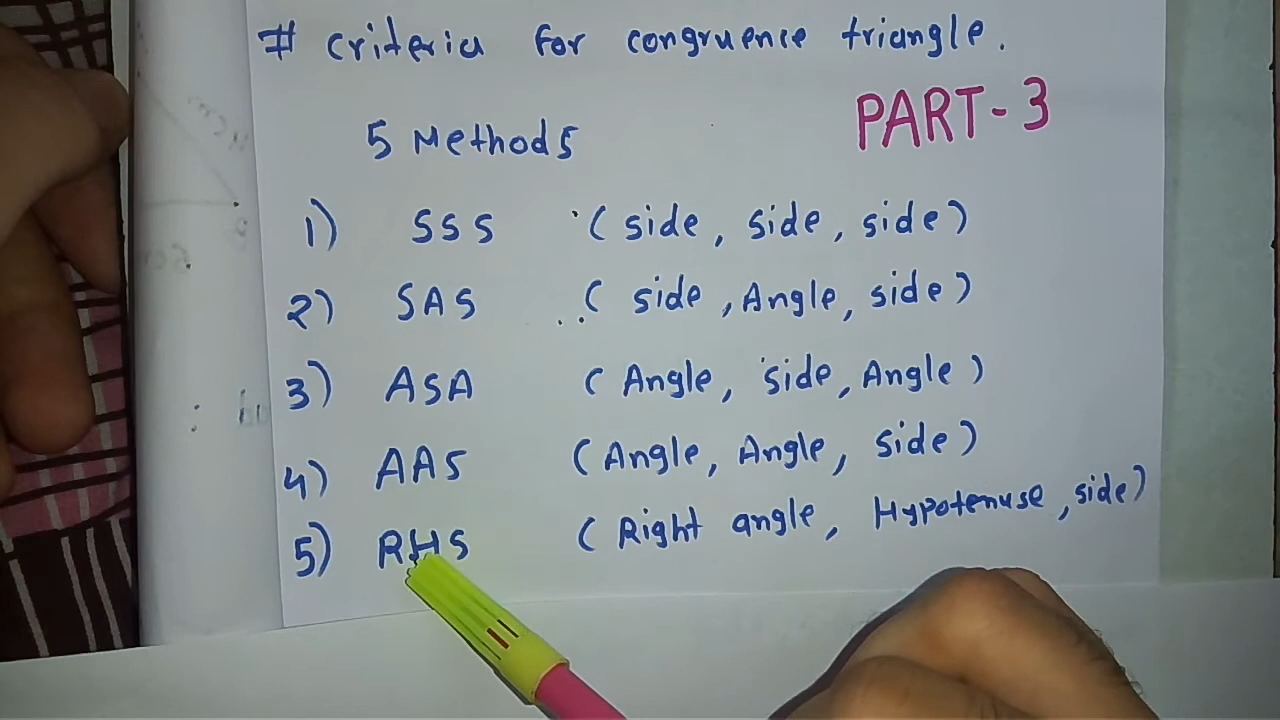 # criteria for congruence triangle.
PART-3
5 Methods
1) SSS (side, side, side)
2) SAS (side, Angle, side)
3) ASA (Angle, side, Angle)
4) AAS (Angle, Angle, side)
5) RHS (Right angle, Hypotenuse, side)